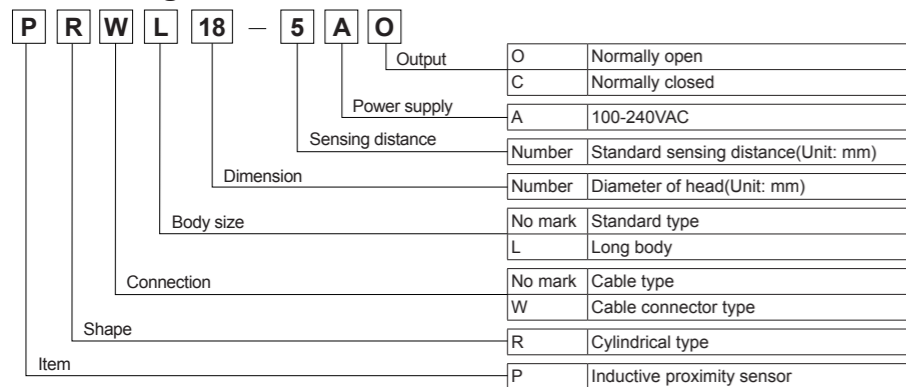 P R W L 18 – 5 A O
Output
O Normally open
C Normally closed
Power supply
A 100-240VAC
Sensing distance
Number Standard sensing distance(Unit: mm)
Dimension
Number Diameter of head(Unit: mm)
Body size
No mark Standard type
L Long body
Connection
No mark Cable type
W Cable connector type
Shape
R Cylindrical type
Item
P Inductive proximity sensor